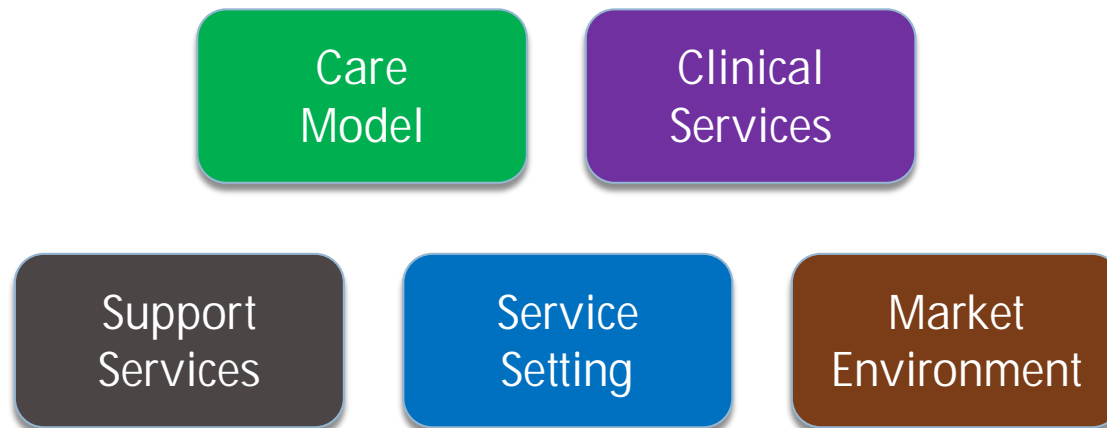 Care
Model
Clinical
Services
Support
Services
Service
Setting
Market
Environment